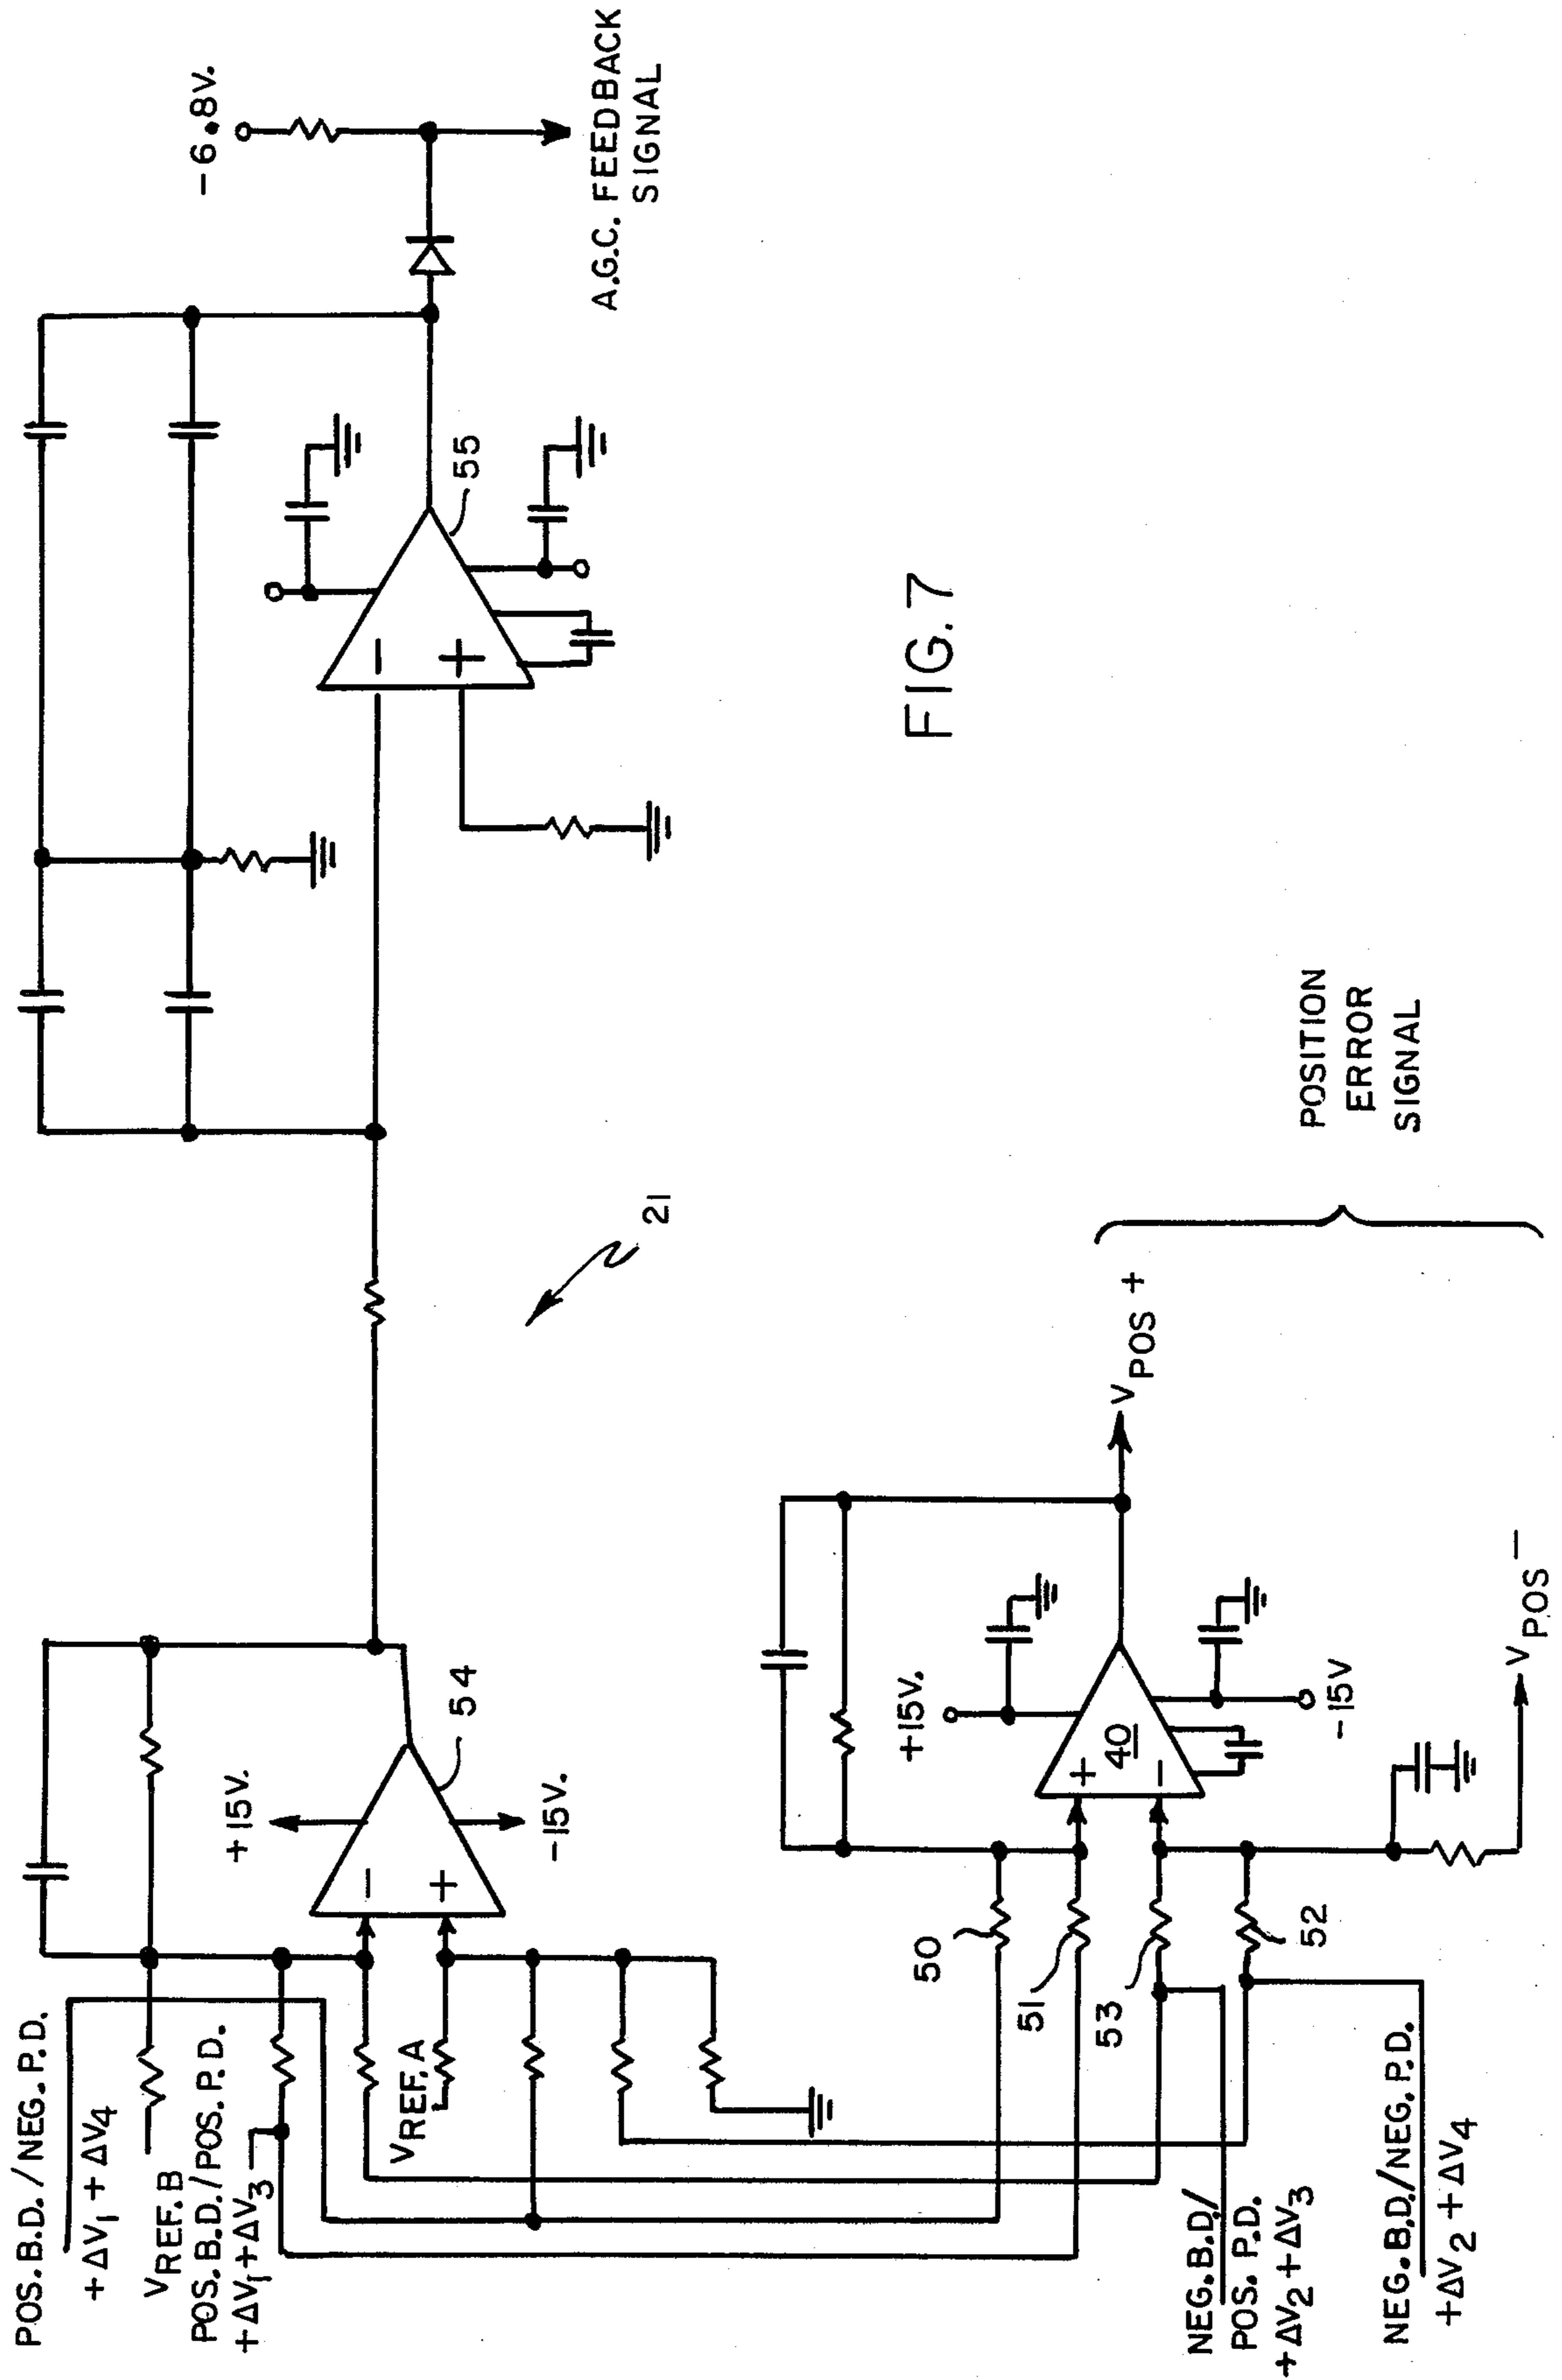 POS. B.D. / NEG. P.D.
+ ΔV1 + ΔV4
VREF. B
POS. B.D. / POS. P.D.
+ ΔV1 + ΔV3
VREF. A
+15V.
−
+
−15V.
54
21
−
+
55
−6.8V.
A.G.C. FEEDBACK
SIGNAL
FIG. 7
NEG. B.D./
POS. P.D.
+ ΔV2 + ΔV3
NEG. B.D./NEG. P.D.
+ ΔV2 + ΔV4
50
51
53
52
+15V.
+
40
−
−15V
VPOS +
VPOS −
POSITION
ERROR
SIGNAL